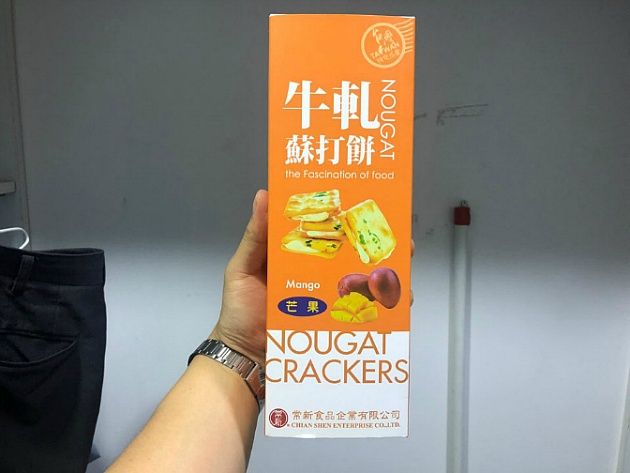 TAIWAN
牛軋
NOUGAT
蘇打餅
the Fascination of food
Mango
芒果
NOUGAT
CRACKERS
常新食品企業有限公司
CHIAN SHEN ENTERPRISE CO.,LTD.